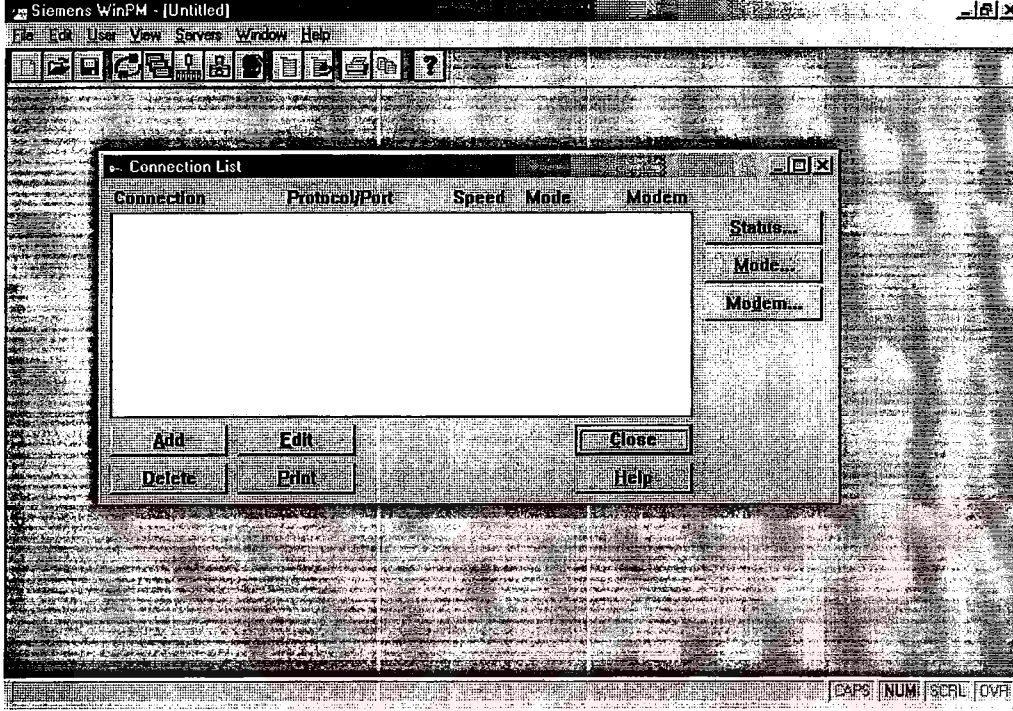 Siemens WinPM - [Untitled]
File Edit User View Servers Window Help
Connection List
Connection Protocol/Port Speed Mode Modem
Status...
Mode...
Modem...
Add Edit Close
Delete Print Help
CAPS NUM SCRL OVR